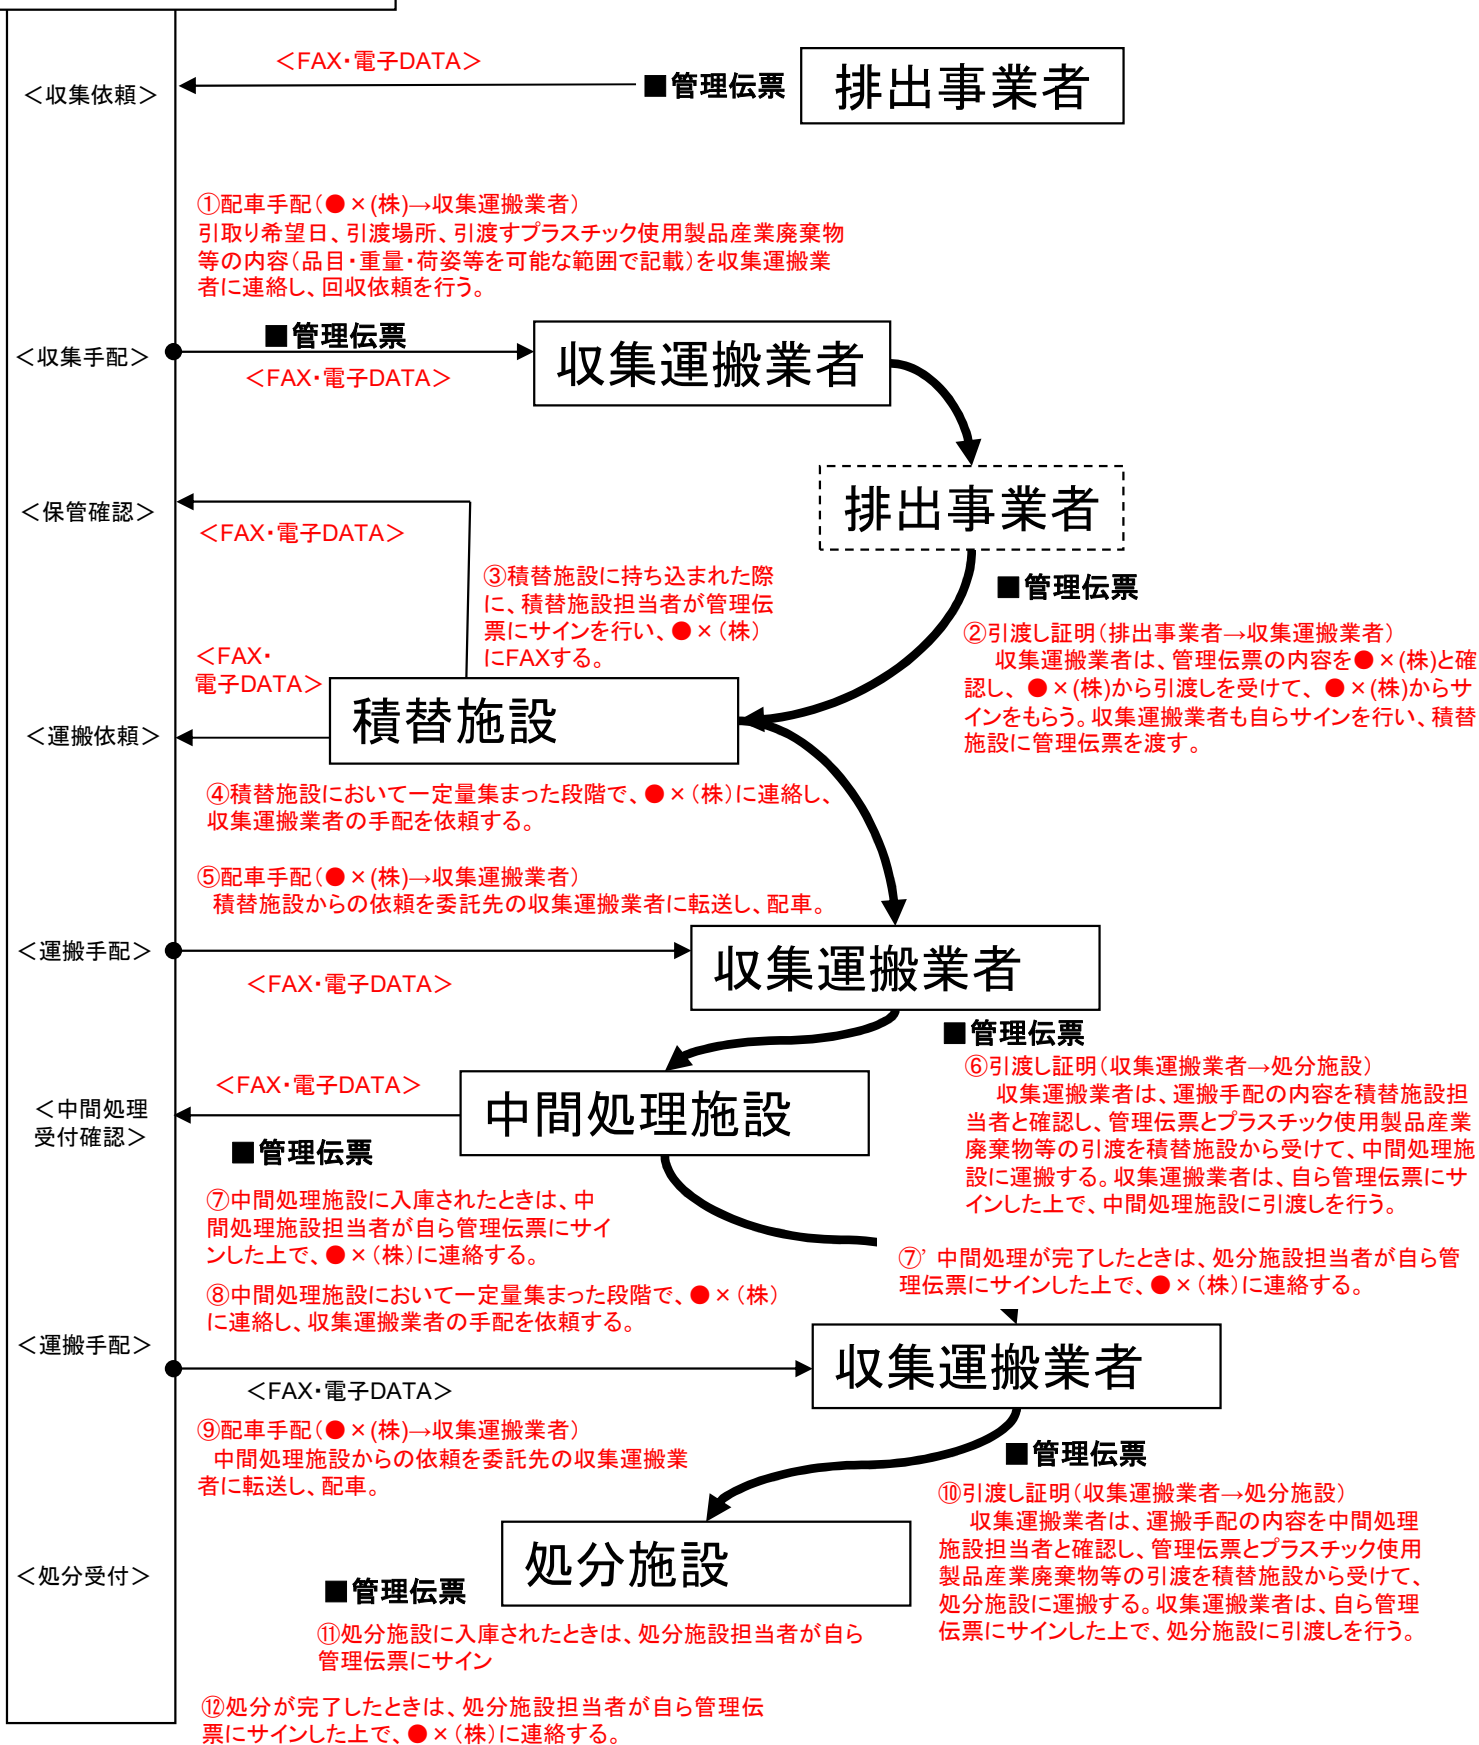 ＜FAX・電子DATA＞
■管理伝票
排出事業者
＜収集依頼＞
①配車手配（●×(株)→収集運搬業者）
引取り希望日、引渡場所、引渡すプラスチック使用製品産業廃棄物
等の内容（品目・重量・荷姿等を可能な範囲で記載）を収集運搬業
者に連絡し、回収依頼を行う。
■管理伝票
＜収集手配＞
収集運搬業者
＜FAX・電子DATA＞
＜保管確認＞
排出事業者
＜FAX・電子DATA＞
③積替施設に持ち込まれた際
に、積替施設担当者が管理伝
票にサインを行い、●×（株）
にFAXする。
■管理伝票
②引渡し証明（排出事業者→収集運搬業者）
収集運搬業者は、管理伝票の内容を●×(株)と確
認し、●×(株)から引渡しを受けて、●×(株)からサ
インをもらう。収集運搬業者も自らサインを行い、積替
施設に管理伝票を渡す。
＜FAX・
電子DATA＞
積替施設
＜運搬依頼＞
④積替施設において一定量集まった段階で、●×（株）に連絡し、
収集運搬業者の手配を依頼する。
⑤配車手配（●×(株)→収集運搬業者）
積替施設からの依頼を委託先の収集運搬業者に転送し、配車。
＜運搬手配＞
収集運搬業者
＜FAX・電子DATA＞
■管理伝票
⑥引渡し証明（収集運搬業者→処分施設）
収集運搬業者は、運搬手配の内容を積替施設担
当者と確認し、管理伝票とプラスチック使用製品産業
廃棄物等の引渡を積替施設から受けて、中間処理施
設に運搬する。収集運搬業者は、自ら管理伝票にサ
インした上で、中間処理施設に引渡しを行う。
＜FAX・電子DATA＞
中間処理施設
＜中間処理
受付確認＞
■管理伝票
⑦中間処理施設に入庫されたときは、中
間処理施設担当者が自ら管理伝票にサイ
ンした上で、●×（株）に連絡する。
⑦’ 中間処理が完了したときは、処分施設担当者が自ら管
理伝票にサインした上で、●×（株）に連絡する。
⑧中間処理施設において一定量集まった段階で、●×（株）
に連絡し、収集運搬業者の手配を依頼する。
＜運搬手配＞
収集運搬業者
＜FAX・電子DATA＞
⑨配車手配（●×(株)→収集運搬業者）
中間処理施設からの依頼を委託先の収集運搬業
者に転送し、配車。
■管理伝票
⑩引渡し証明（収集運搬業者→処分施設）
収集運搬業者は、運搬手配の内容を中間処理
施設担当者と確認し、管理伝票とプラスチック使用
製品産業廃棄物等の引渡を積替施設から受けて、
処分施設に運搬する。収集運搬業者は、自ら管理
伝票にサインした上で、処分施設に引渡しを行う。
処分施設
＜処分受付＞
■管理伝票
⑪処分施設に入庫されたときは、処分施設担当者が自ら
管理伝票にサイン
⑫処分が完了したときは、処分施設担当者が自ら管理伝
票にサインした上で、●×（株）に連絡する。